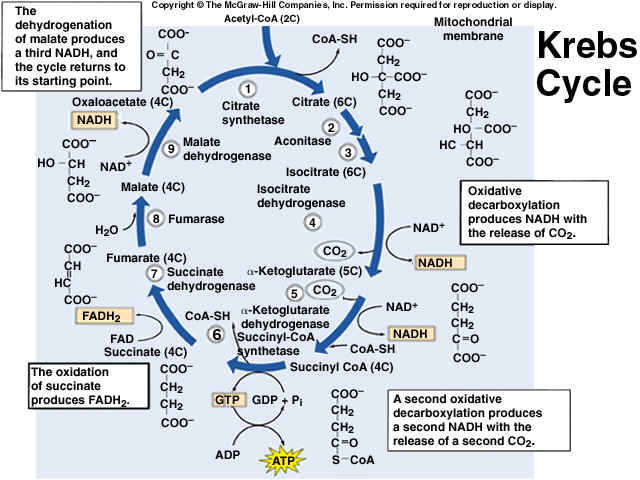 Copyright © The McGraw-Hill Companies, Inc. Permission required for reproduction or display.
The
dehydrogenation
of malate produces
a third NADH, and
the cycle returns to
its starting point.
Acetyl-CoA (2C)
CoA-SH
Mitochondrial
membrane
Krebs
Cycle
COO⁻
O= C
CH₂
COO⁻
Oxaloacetate (4C)
1
Citrate
synthetase
Citrate (6C)
COO⁻
CH₂
HO –C–COO⁻
CH₂
COO⁻
COO⁻
CH₂
HO – COO⁻
HC – CH
COO⁻
NADH
NAD⁺
9
Malate
dehydrogenase
2
Aconitase
3
Isocitrate (6C)
COO⁻
HO – CH
CH₂
COO⁻
Malate (4C)
Isocitrate
dehydrogenase
4
Oxidative
decarboxylation
produces NADH with
the release of CO₂.
NAD⁺
CO₂
NADH
H₂O
8
Fumarase
Fumarate (4C)
COO⁻
CH
HC
COO⁻
7
Succinate
dehydrogenase
α-Ketoglutarate (5C)
5
CO₂
α-Ketoglutarate
dehydrogenase
NAD⁺
NADH
COO⁻
CH₂
CH₂
C=O
COO⁻
FADH₂
FAD
Succinate (4C)
CoA-SH
6
Succinyl-CoA
synthetase
CoA-SH
Succinyl CoA (4C)
The oxidation
of succinate
produces FADH₂.
COO⁻
CH₂
CH₂
COO⁻
GTP
GDP + Pi
ADP
ATP
COO⁻
CH₂
CH₂
C=O
S–CoA
A second oxidative
decarboxylation produces
a second NADH with the
release of a second CO₂.